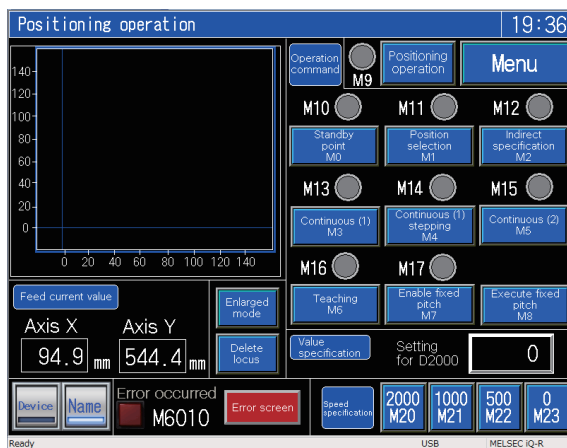 Positioning operation
19:36
140
120
100
80
60
40
20
0
0 20 40 60 80 100 120 140
Operation
command
M9
Positioning
operation
Menu
M10
M11
M12
Standby
point
M0
Position
selection
M1
Indirect
specification
M2
M13
M14
M15
Continuous (1)
M3
Continuous (1)
stepping
M4
Continuous (2)
M5
M16
M17
Teaching
M6
Enable fixed
pitch
M7
Execute fixed
pitch
M8
Feed current value
Axis X
Axis Y
94.9 mm
544.4 mm
Enlarged
mode
Delete
locus
Value
specification
Setting
for D2000
0
Device
Name
Error occurred
M6010
Error screen
Speed
specification
2000
M20
1000
M21
500
M22
0
M23
Ready
USB
MELSEC iQ-R